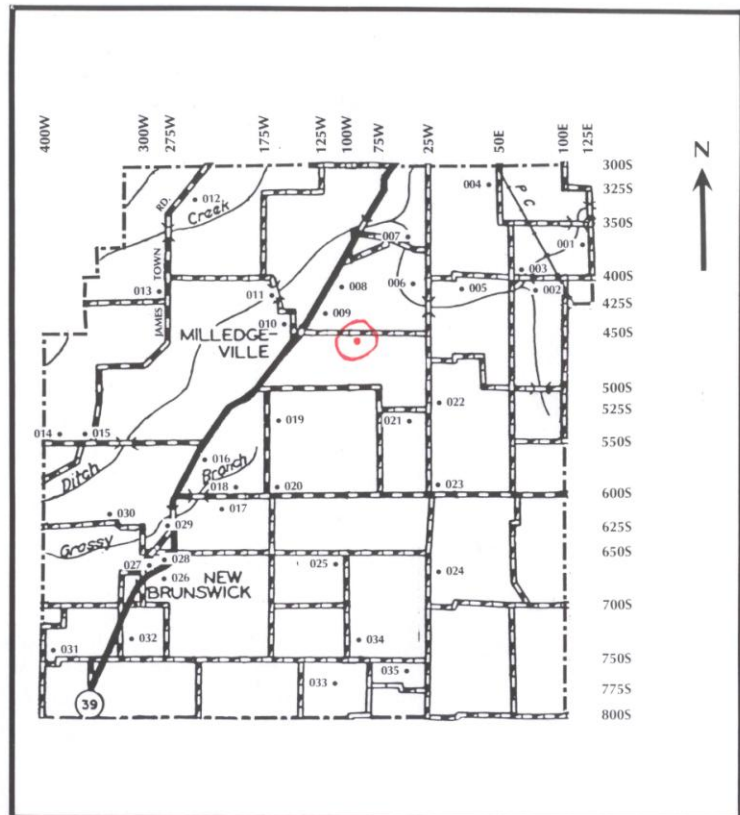 400W 300W 275W 175W 125W 100W 75W 25W 50E 100E 125E
N
300S
004 P C
325S
RD. 012
Creek
350S
007 001
TOWN 003
400S
013 011 008 006 005 002
425S
009
JAMES 010
450S
MILLEDGE-
VILLE
500S
022
525S
019 021
014 015
550S
016
Ditch Branch
018 020 023
600S
017
030
029
625S
Grassy
650S
028
027 025
026 NEW
BRUNSWICK
024
700S
032 034
031
750S
035
033
775S
39
800S